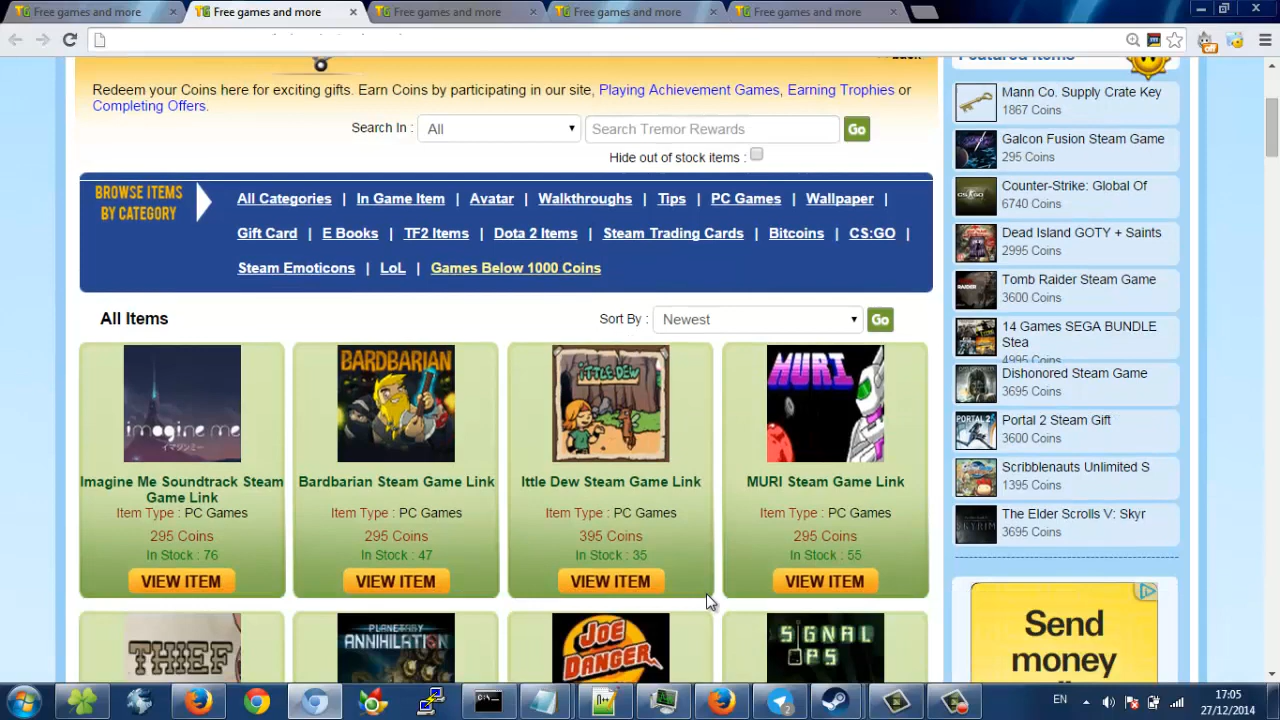 Free games and more
Free games and more
Free games and more
Free games and more
Free games and more
off
Redeem your Coins here for exciting gifts. Earn Coins by participating in our site, Playing Achievement Games, Earning Trophies or
Completing Offers.
Search In :
All
Search Tremor Rewards
Go
Hide out of stock items :
BROWSE ITEMS
BY CATEGORY
All Categories | In Game Item | Avatar | Walkthroughs | Tips | PC Games | Wallpaper |
Gift Card | E Books | TF2 Items | Dota 2 Items | Steam Trading Cards | Bitcoins | CS:GO |
Steam Emoticons | LoL | Games Below 1000 Coins
All Items
Sort By :
Newest
Go
imagine me
イマジンミー
Imagine Me Soundtrack Steam
Game Link
Item Type : PC Games
295 Coins
In Stock : 76
VIEW ITEM
BARDBARIAN
Bardbarian Steam Game Link
Item Type : PC Games
295 Coins
In Stock : 47
VIEW ITEM
ITTLE DEW
Ittle Dew Steam Game Link
Item Type : PC Games
395 Coins
In Stock : 35
VIEW ITEM
MURI
MURI Steam Game Link
Item Type : PC Games
295 Coins
In Stock : 55
VIEW ITEM
THIEF
PLANETARY
ANNIHILATION
JOE
DANGER
SIGNAL
OPS
Featured Items
Mann Co. Supply Crate Key
1867 Coins
Galcon Fusion Steam Game
295 Coins
Counter-Strike: Global Of
6740 Coins
Dead Island GOTY + Saints
2995 Coins
Tomb Raider Steam Game
3600 Coins
14 Games SEGA BUNDLE
Stea
4995 Coins
Dishonored Steam Game
3695 Coins
PORTAL 2
Portal 2 Steam Gift
3600 Coins
Scribblenauts Unlimited S
1395 Coins
SKYRIM
The Elder Scrolls V: Skyr
3695 Coins
Send
money
EN
17:05
27/12/2014